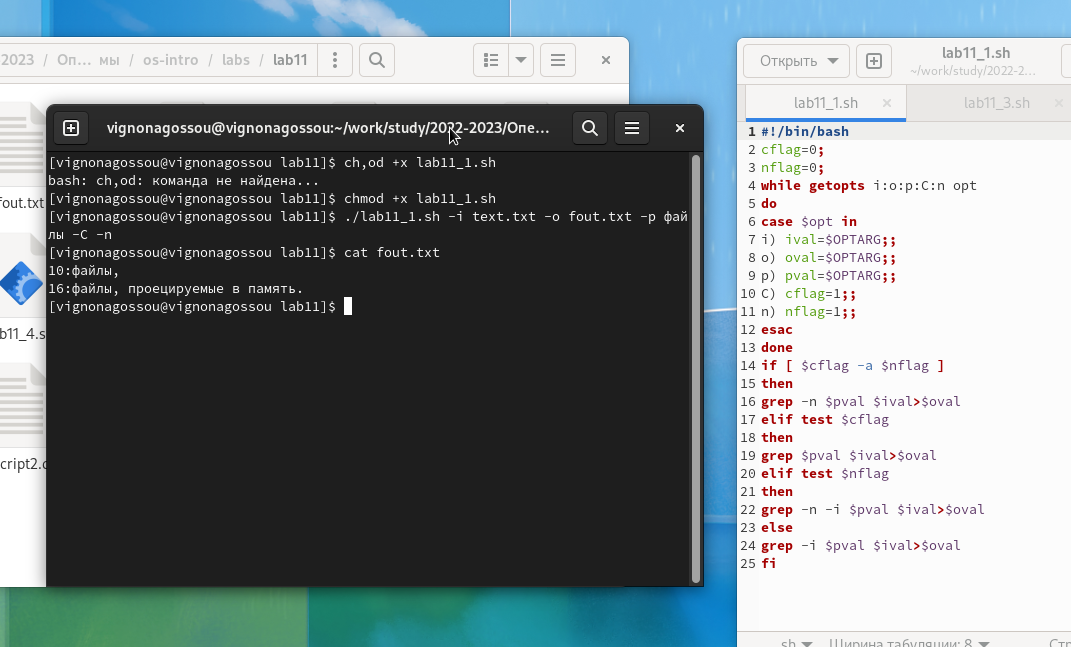 2023 / Оп... мы / os-intro / labs / lab11
fout.txt
b11_4.s
cript2.c
vignonagossou@vignonagossou:~/work/study/2022-2023/Опе...
[vignonagossou@vignonagossou lab11]$ ch,od +x lab11_1.sh
bash: ch,od: команда не найдена...
[vignonagossou@vignonagossou lab11]$ chmod +x lab11_1.sh
[vignonagossou@vignonagossou lab11]$ ./lab11_1.sh -i text.txt -o fout.txt -p фай
лы -C -n
[vignonagossou@vignonagossou lab11]$ cat fout.txt
10:файлы,
16:файлы, проецируемые в память.
[vignonagossou@vignonagossou lab11]$
Открыть
lab11_1.sh
~/work/study/2022-2...
lab11_1.sh
lab11_3.sh
1 #!/bin/bash
2 cflag=0;
3 nflag=0;
4 while getopts i:o:p:C:n opt
5 do
6 case $opt in
7 i) ival=$OPTARG;;
8 o) oval=$OPTARG;;
9 p) pval=$OPTARG;;
10 C) cflag=1;;
11 n) nflag=1;;
12 esac
13 done
14 if [ $cflag -a $nflag ]
15 then
16 grep -n $pval $ival>$oval
17 elif test $cflag
18 then
19 grep $pval $ival>$oval
20 elif test $nflag
21 then
22 grep -n -i $pval $ival>$oval
23 else
24 grep -i $pval $ival>$oval
25 fi
sh Ширина табуляции: 8 Стр